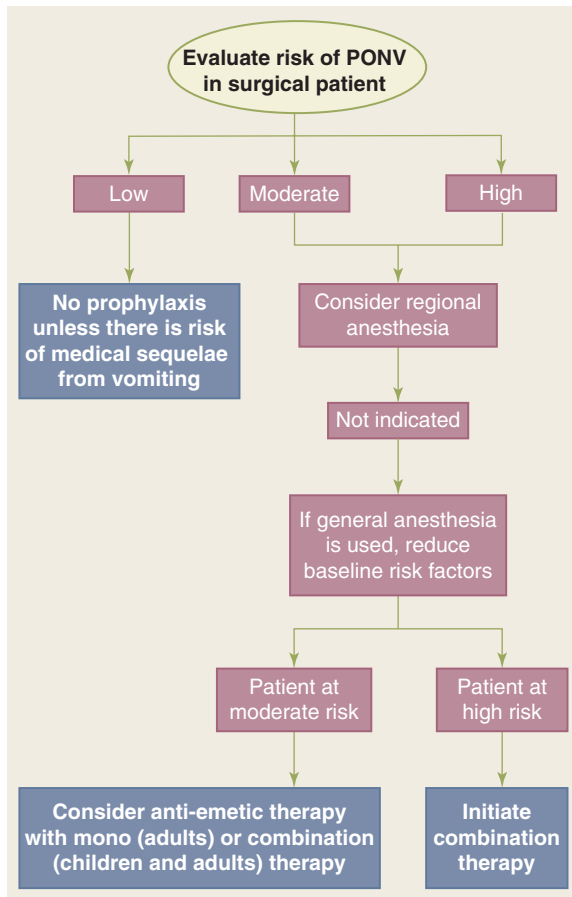 Evaluate risk of PONV
in surgical patient
Low
Moderate
High
No prophylaxis
unless there is risk
of medical sequelae
from vomiting
Consider regional
anesthesia
Not indicated
If general anesthesia
is used, reduce
baseline risk factors
Patient at
moderate risk
Patient at
high risk
Consider anti-emetic therapy
with mono (adults) or combination
(children and adults) therapy
Initiate
combination
therapy